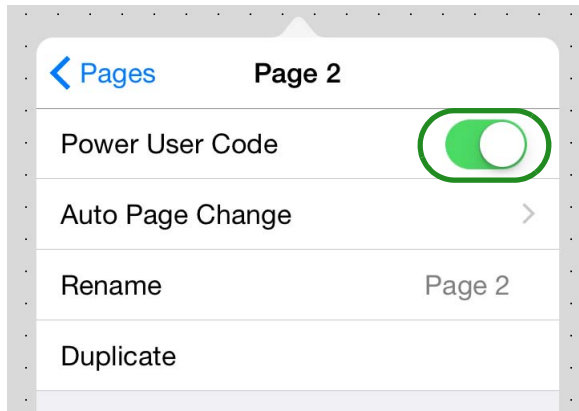 Pages Page 2
Power User Code
Auto Page Change
Rename Page 2
Duplicate